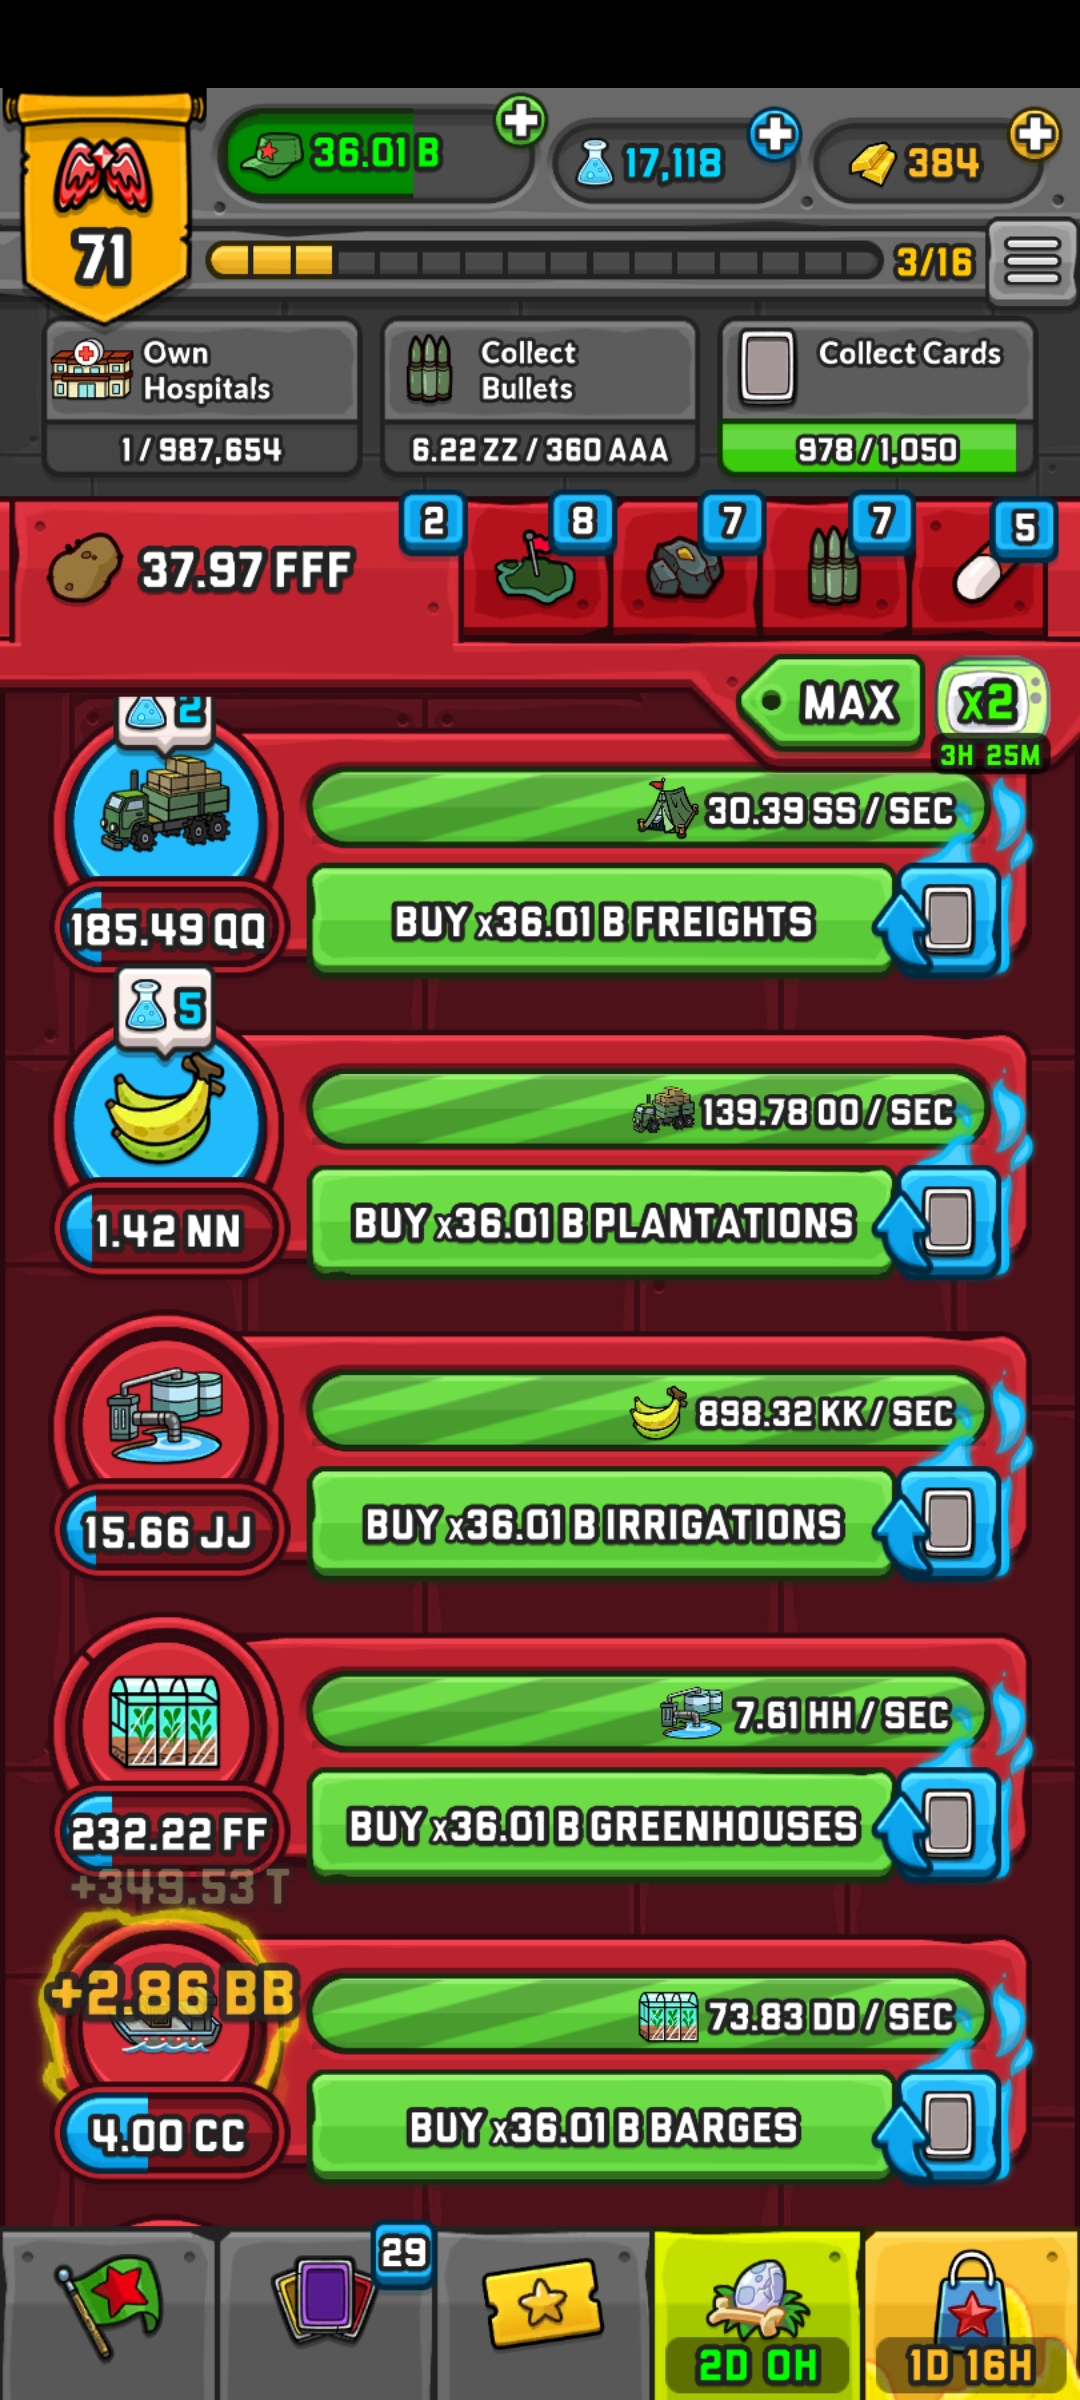 36.01 B
17,118
384
71
3/16
Own
Hospitals
1 / 987,654
Collect
Bullets
6.22 ZZ / 360 AAA
Collect Cards
978 / 1,050
37.97 FFF
2
8
7
7
5
MAX
x2
3H 25M
2
30.39 SS / SEC
185.49 QQ
BUY x36.01 B FREIGHTS
5
139.78 OO / SEC
1.42 NN
BUY x36.01 B PLANTATIONS
898.32 KK / SEC
15.66 JJ
BUY x36.01 B IRRIGATIONS
7.61 HH / SEC
232.22 FF
BUY x36.01 B GREENHOUSES
+349.53 T
+2.86 BB
73.83 DD / SEC
4.00 CC
BUY x36.01 B BARGES
29
2D 0H
1D 16H